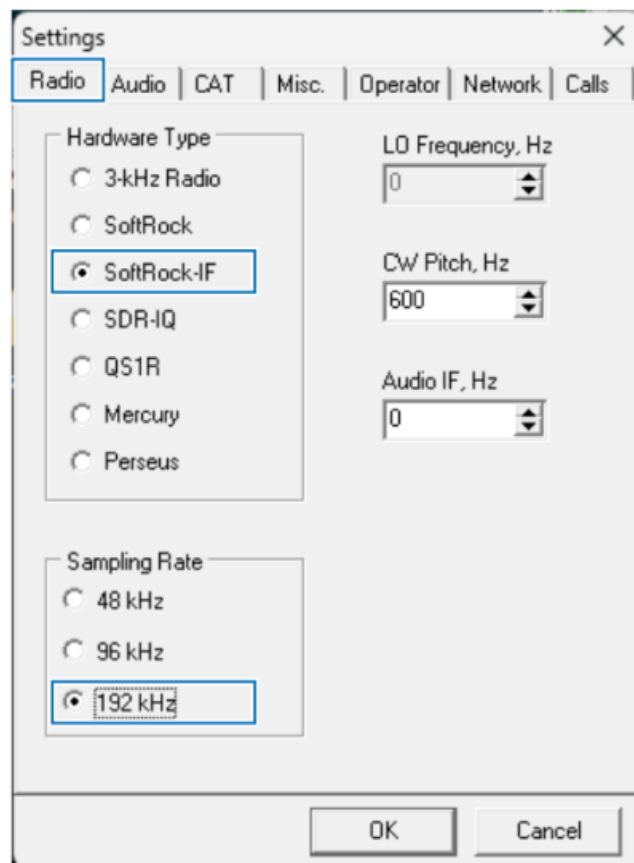 Settings
Radio Audio CAT Misc. Operator Network Calls
Hardware Type
3-kHz Radio
SoftRock
SoftRock-IF
SDR-IQ
QS1R
Mercury
Perseus
LO Frequency, Hz
0
CW Pitch, Hz
600
Audio IF, Hz
0
Sampling Rate
48 kHz
96 kHz
192 kHz
OK Cancel